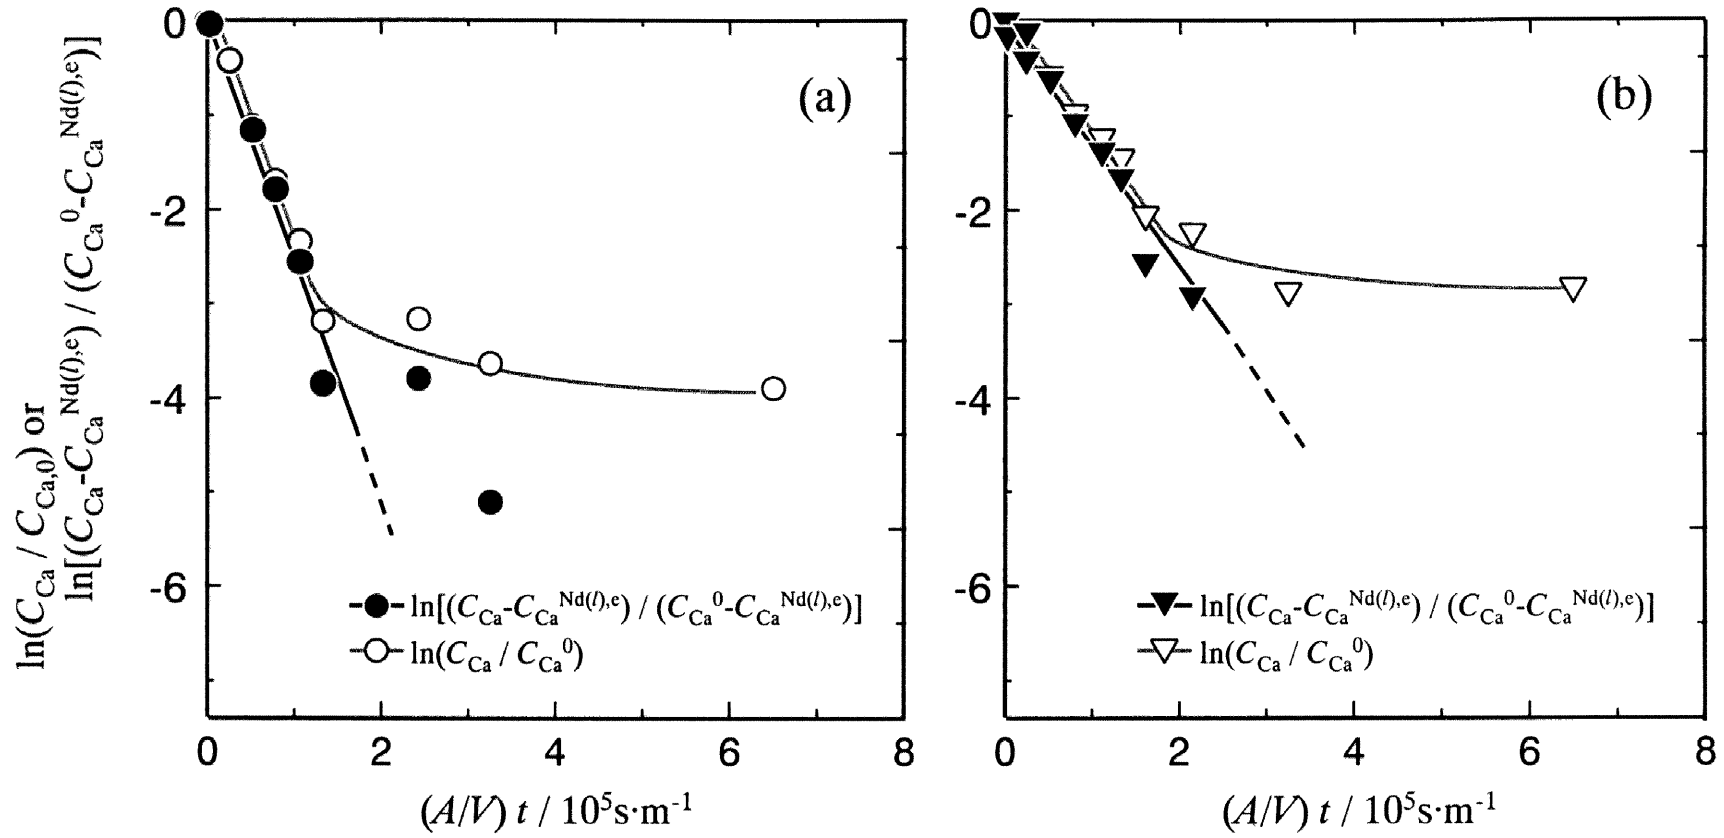 ln(C_Ca / C_Ca,0) or
ln[(C_Ca-C_Ca^Nd(l),e) / (C_Ca^0-C_Ca^Nd(l),e)]
0
-2
-4
-6
(a)
ln[(C_Ca-C_Ca^Nd(l),e) / (C_Ca^0-C_Ca^Nd(l),e)]
ln(C_Ca / C_Ca^0)
0 2 4 6 8
(A/V) t / 10^5s·m^-1
0
-2
-4
-6
(b)
ln[(C_Ca-C_Ca^Nd(l),e) / (C_Ca^0-C_Ca^Nd(l),e)]
ln(C_Ca / C_Ca^0)
0 2 4 6 8
(A/V) t / 10^5s·m^-1